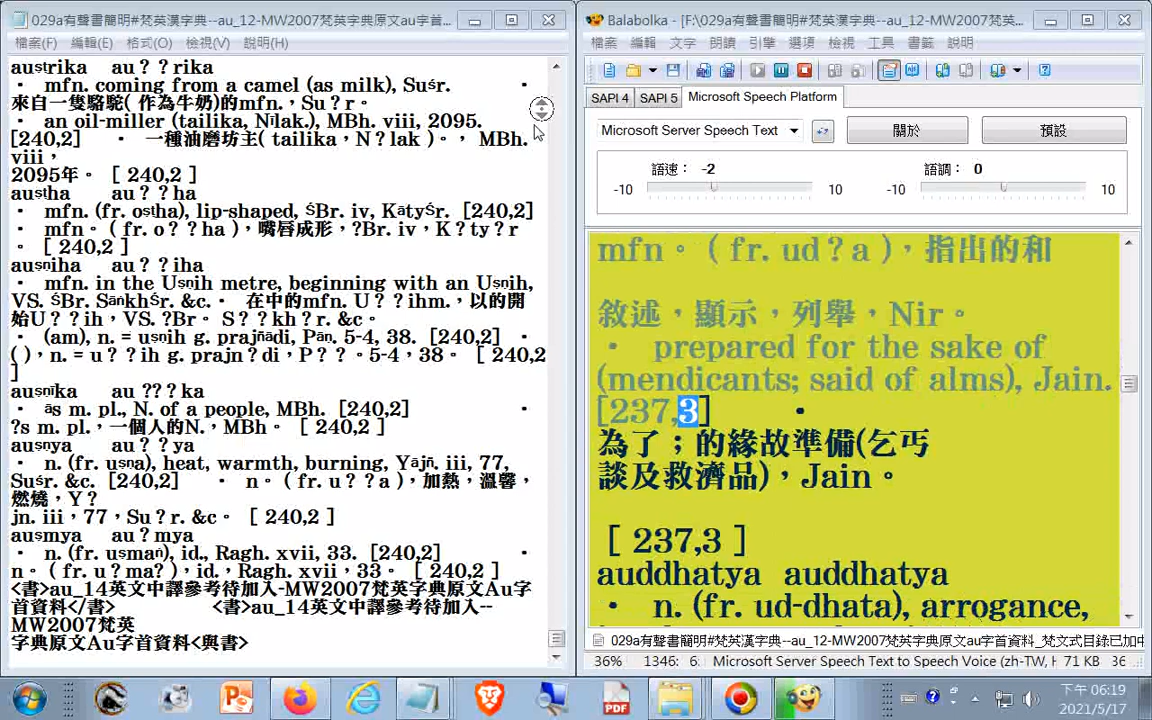 029a有聲書簡明#梵英漢字典--au_12-MW2007梵英字典原文au字首...
檔案(F) 編輯(E) 格式(O) 檢視(V) 說明(H)
auṣṭrika au？？rika
• mfn. coming from a camel (as milk), Suśr. •
來自一隻駱駝( 作為牛奶)的mfn.，Su？r。
• an oil-miller (tailika, Nīlak.), MBh. viii, 2095.
[240,2] • 一種油磨坊主( tailika，N？lak )。， MBh.
viii，
2095年。 [ 240,2 ]
auṣṭha au？？ha
• mfn. (fr. oṣṭha), lip-shaped, ŚBr. iv, KātyŚr. [240,2]
• mfn。( fr. o？？ha )，嘴唇成形，?Br. iv，K？ty？r
。 [ 240,2 ]
auṣṇiha au？？iha
• mfn. in the Uṣṇih metre, beginning with an Uṣṇih,
VS. ŚBr. ŚāṅkhŚr. &c. • 在中的mfn. U？？ihm.，以的開
始U？？ih，VS. ?Br。 S？？kh？r. &c。
• (am), n. = uṣṇih g. prajñādi, Pāṇ. 5-4, 38. [240,2]
( )，n. = u？？ih g. prajn？di，P？？。5-4，38。 [ 240,2
]
auṣṇīka au ???ka
• ās m. pl., N. of a people, MBh. [240,2] •
?s m. pl.，一個人的N.，MBh。 [ 240,2 ]
auṣṇya au？？ya
• n. (fr. uṣṇa), heat, warmth, burning, Yājñ. iii, 77,
Suśr. &c. [240,2] • n。( fr. u？？a )，加熱，溫馨，
燃燒，Y？
jn. iii，77，Su？r. &c。 [ 240,2 ]
auṣmya au？mya
• n. (fr. uṣman), id., Ragh. xvii, 33. [240,2] •
n。( fr. u？ma? )，id.，Ragh. xvii，33。 [ 240,2 ]
<書>au_14英文中譯參考待加入-MW2007梵英字典原文Au字
首資料</書> <書>au_14英文中譯參考待加入--
MW2007梵英
字典原文Au字首資料<與書>
Balabolka - [F:\029a有聲書簡明#梵英漢字典--au_12-MW2007梵英...
檔案 編輯 文字 朗讀 引擎 選項 檢視 工具 書籤 說明
SAPI 4 SAPI 5 Microsoft Speech Platform
Microsoft Server Speech Text 關於 預設
語速： -2 語調： 0
-10 10 -10 10
mfn。( fr. ud？a )，指出的和
敘述，顯示，列舉，Nir。
• prepared for the sake of
(mendicants; said of alms), Jain.
[237,3] •
為了；的緣故準備(乞丐
談及救濟品)，Jain。
[ 237,3 ]
auddhatya auddhatya
• n. (fr. ud-dhata), arrogance,
029a有聲書簡明#梵英漢字典--au_12-MW2007梵英字典原文au字首資料_梵文式目錄已加中
36% 1346: 6: Microsoft Server Speech Text to Speech Voice (zh-TW, H 71 KB 36
下午 06:19
2021/5/17